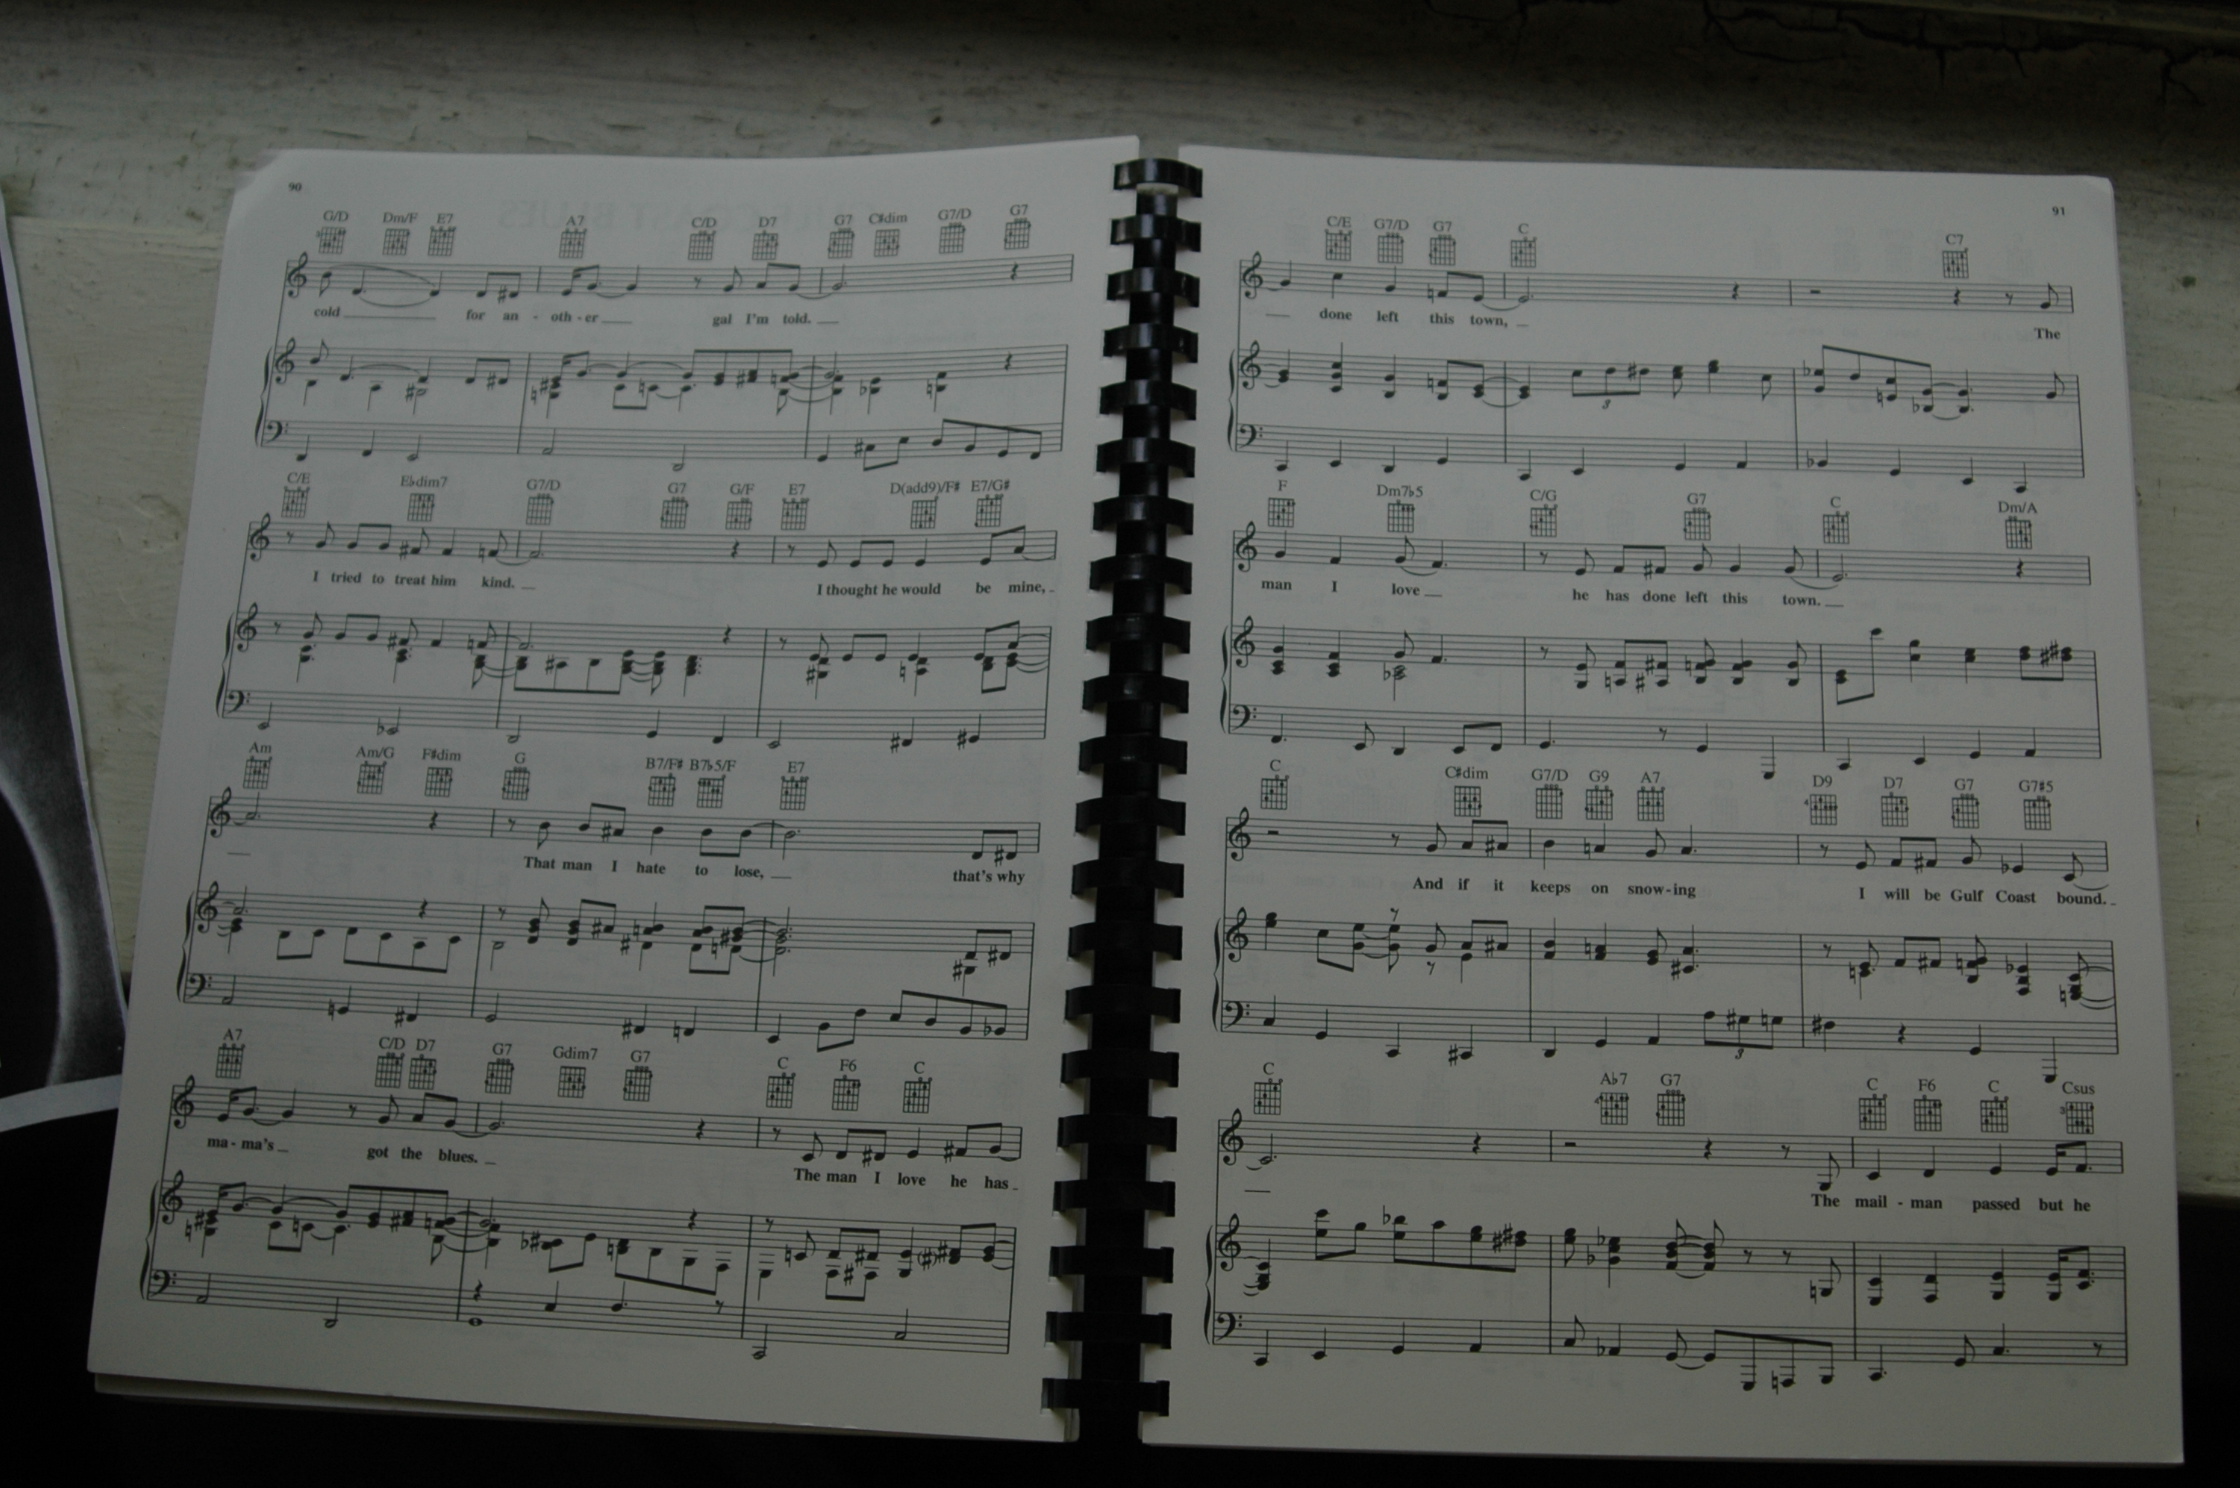 90
G/D Dm/F E7 A7 C/D D7 G7 C♯dim G7/D G7
cold for an - oth - er gal I'm told.
C/E E♭dim7 G7/D G7 G/F E7 D(add9)/F♯ E7/G♯
I tried to treat him kind. I thought he would be mine,
Am Am/G F♯dim G B7/F♯ B7♭5/F E7
That man I hate to lose, that's why
A7 C/D D7 G7 Gdim7 G7 C F6 C
ma - ma's got the blues. The man I love he has
91
C/E G7/D G7 C C7
done left this town, The
3
F Dm7♭5 C/G G7 C Dm/A
man I love he has done left this town.
C C♯dim G7/D G9 A7 D9 D7 G7 G7♯5
And if it keeps on snow - ing I will be Gulf Coast bound.
3
C A♭7 G7 C F6 C Csus
The mail - man passed but he